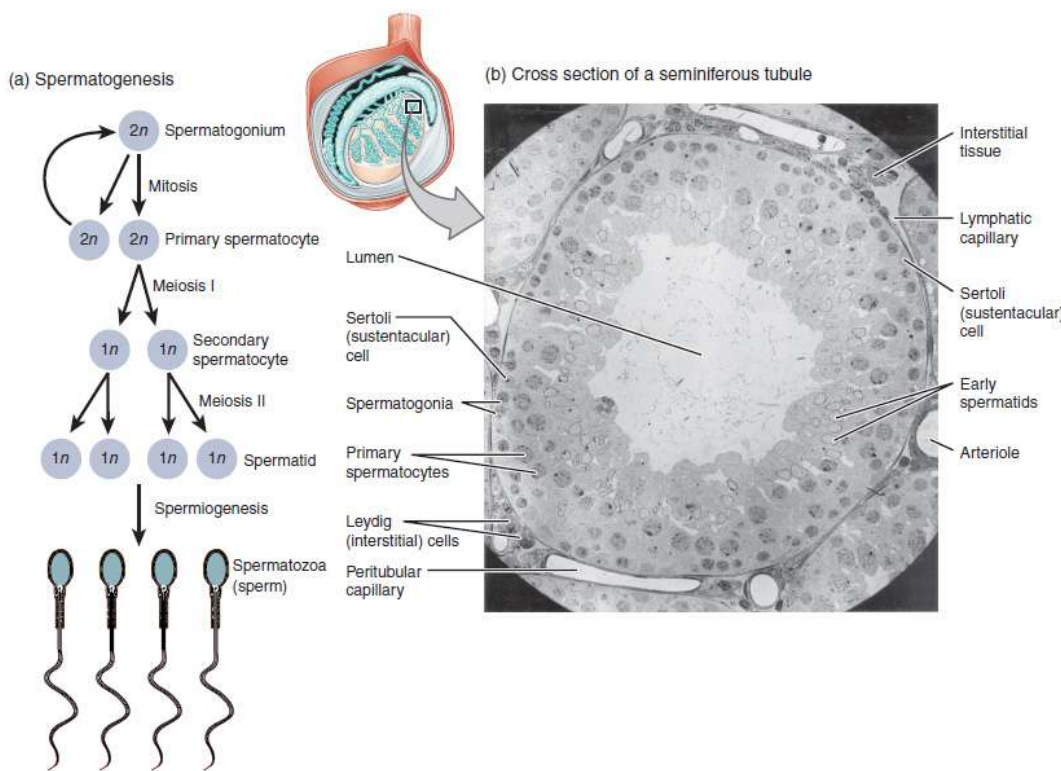 (a) Spermatogenesis
2n Spermatogonium
Mitosis
2n 2n Primary spermatocyte
Meiosis I
1n 1n Secondary
spermatocyte
Meiosis II
1n 1n 1n 1n Spermatid
Spermiogenesis
Spermatozoa
(sperm)
(b) Cross section of a seminiferous tubule
Lumen
Sertoli
(sustentacular)
cell
Spermatogonia
Primary
spermatocytes
Leydig
(interstitial) cells
Peritubular
capillary
Interstitial
tissue
Lymphatic
capillary
Sertoli
(sustentacular)
cell
Early
spermatids
Arteriole